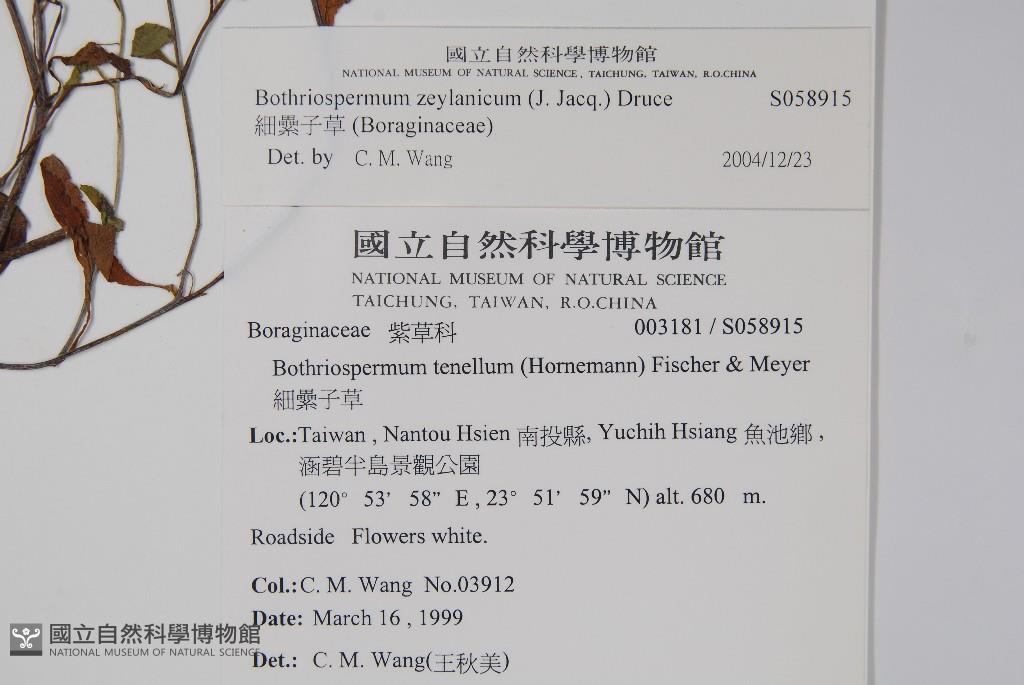 國立自然科學博物館
NATIONAL MUSEUM OF NATURAL SCIENCE, TAICHUNG, TAIWAN, R.O.CHINA
Bothriospermum zeylanicum (J. Jacq.) Druce S058915
細纍子草 (Boraginaceae)
Det. by C. M. Wang 2004/12/23
國立自然科學博物館
NATIONAL MUSEUM OF NATURAL SCIENCE
TAICHUNG, TAIWAN, R.O.CHINA
Boraginaceae 紫草科 003181 / S058915
Bothriospermum tenellum (Hornemann) Fischer & Meyer
細纍子草
Loc.:Taiwan , Nantou Hsien 南投縣, Yuchih Hsiang 魚池鄉 ,
涵碧半島景觀公園
(120° 53’ 58” E , 23° 51’ 59” N) alt. 680 m.
Roadside Flowers white.
Col.:C. M. Wang No.03912
Date: March 16 , 1999
Det.: C. M. Wang(王秋美)
國立自然科學博物館
NATIONAL MUSEUM OF NATURAL SCIENCE